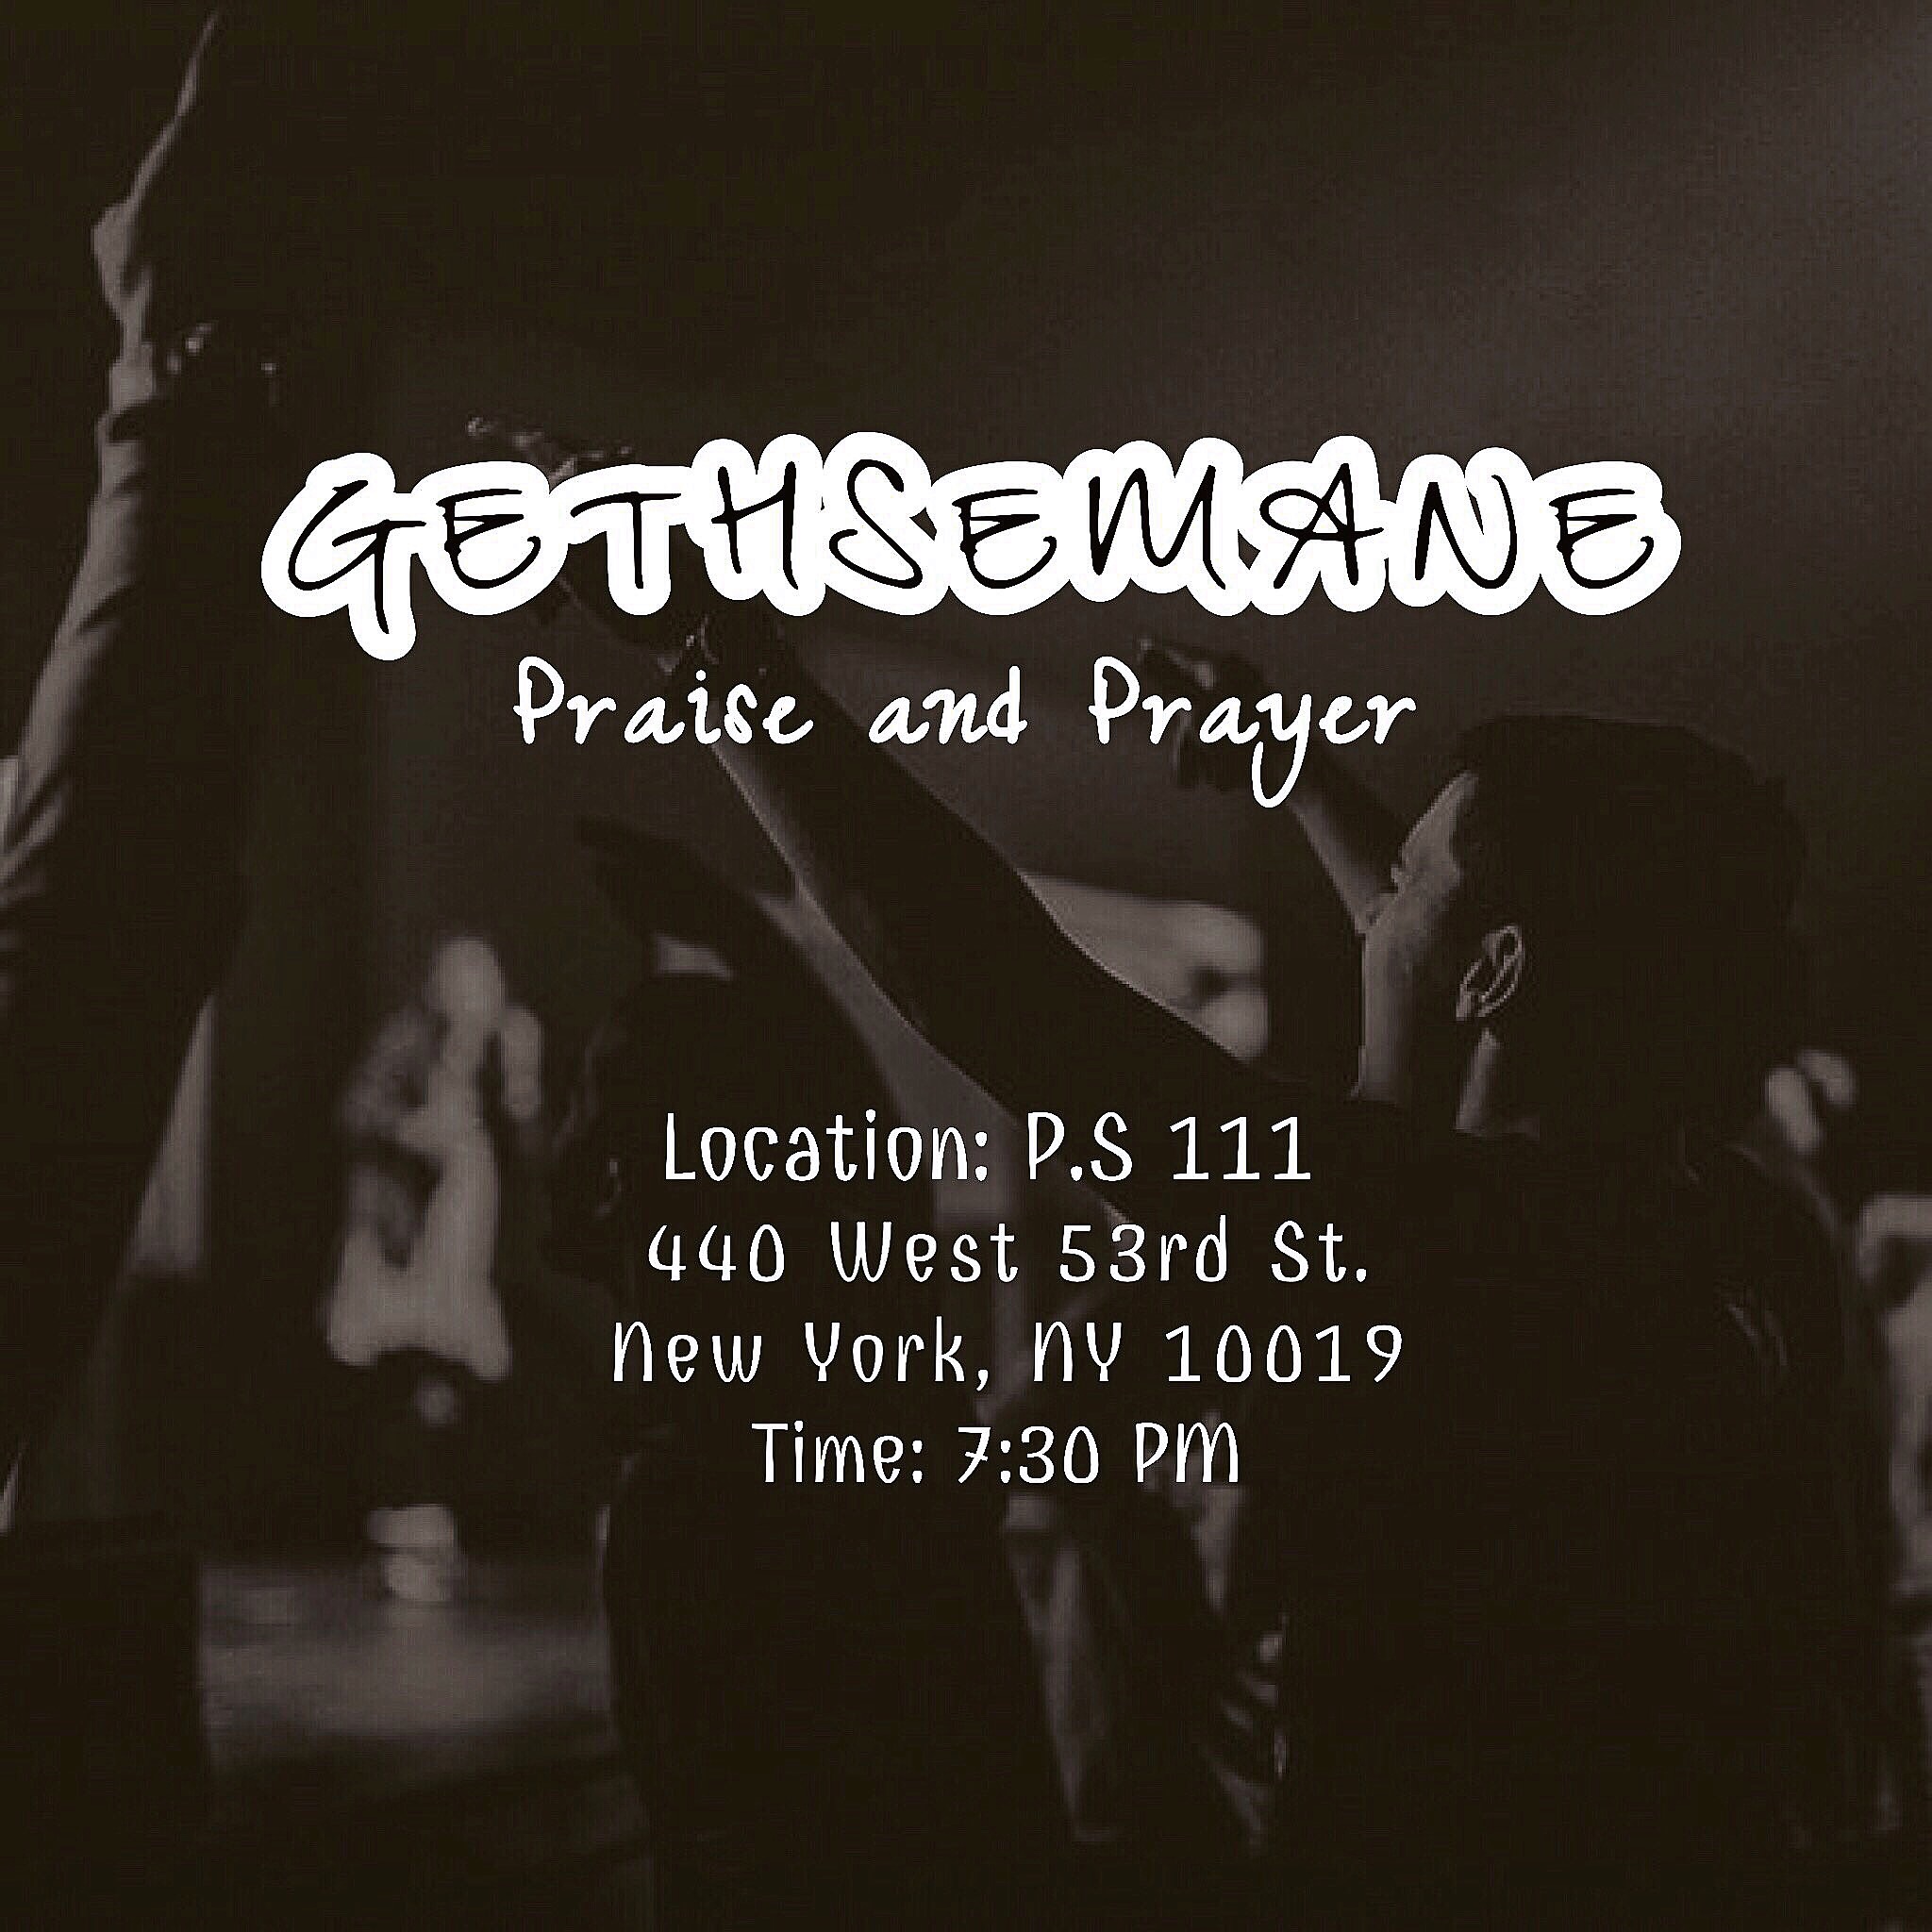 GETHSEMANE
Praise and Prayer
Location: P.S 111
440 West 53rd St.
New York, NY 10019
Time: 7:30 PM